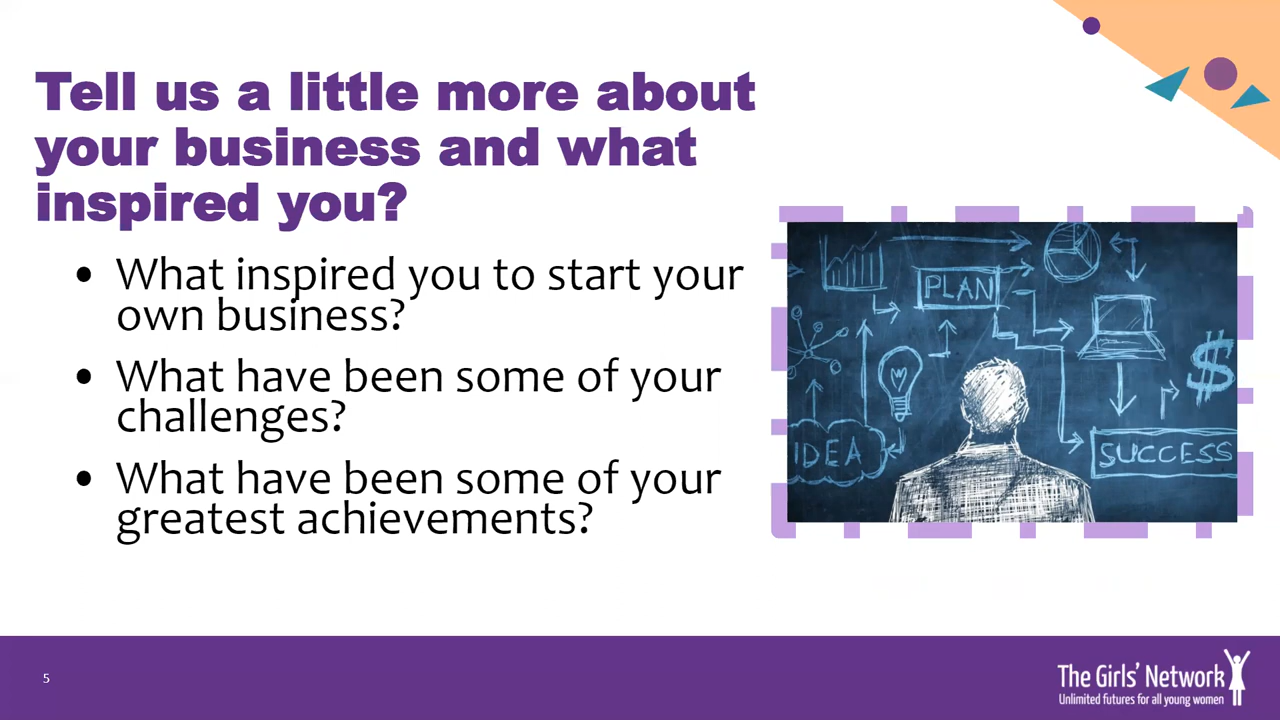 Tell us a little more about
your business and what
inspired you?
• What inspired you to start your
own business?
• What have been some of your
challenges?
• What have been some of your
greatest achievements?
PLAN
IDEA
$
SUCCESS
5
The Girls' Network
Unlimited futures for all young women